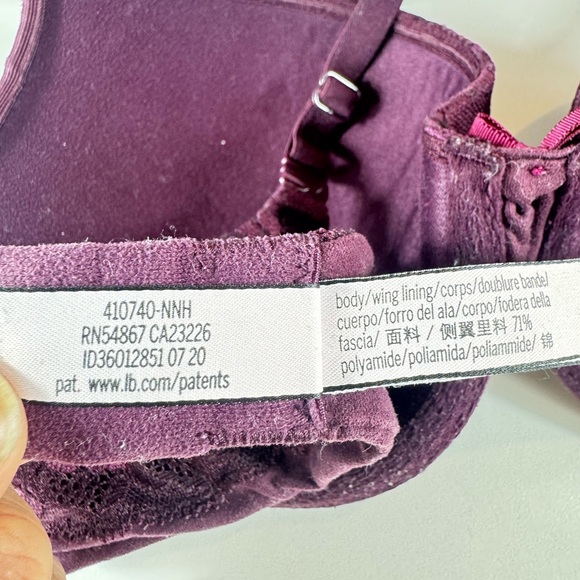 410740-NNH
RN54867 CA23226
ID36012851 07 20
pat. www.lb.com/patents
body/wing lining/corps/doublure bandel
cuerpo/forro del ala/corpo/fodera della
fascia/ 面料 / 侧翼里料 71%
polyamide/poliamida/poliammide/ 锦